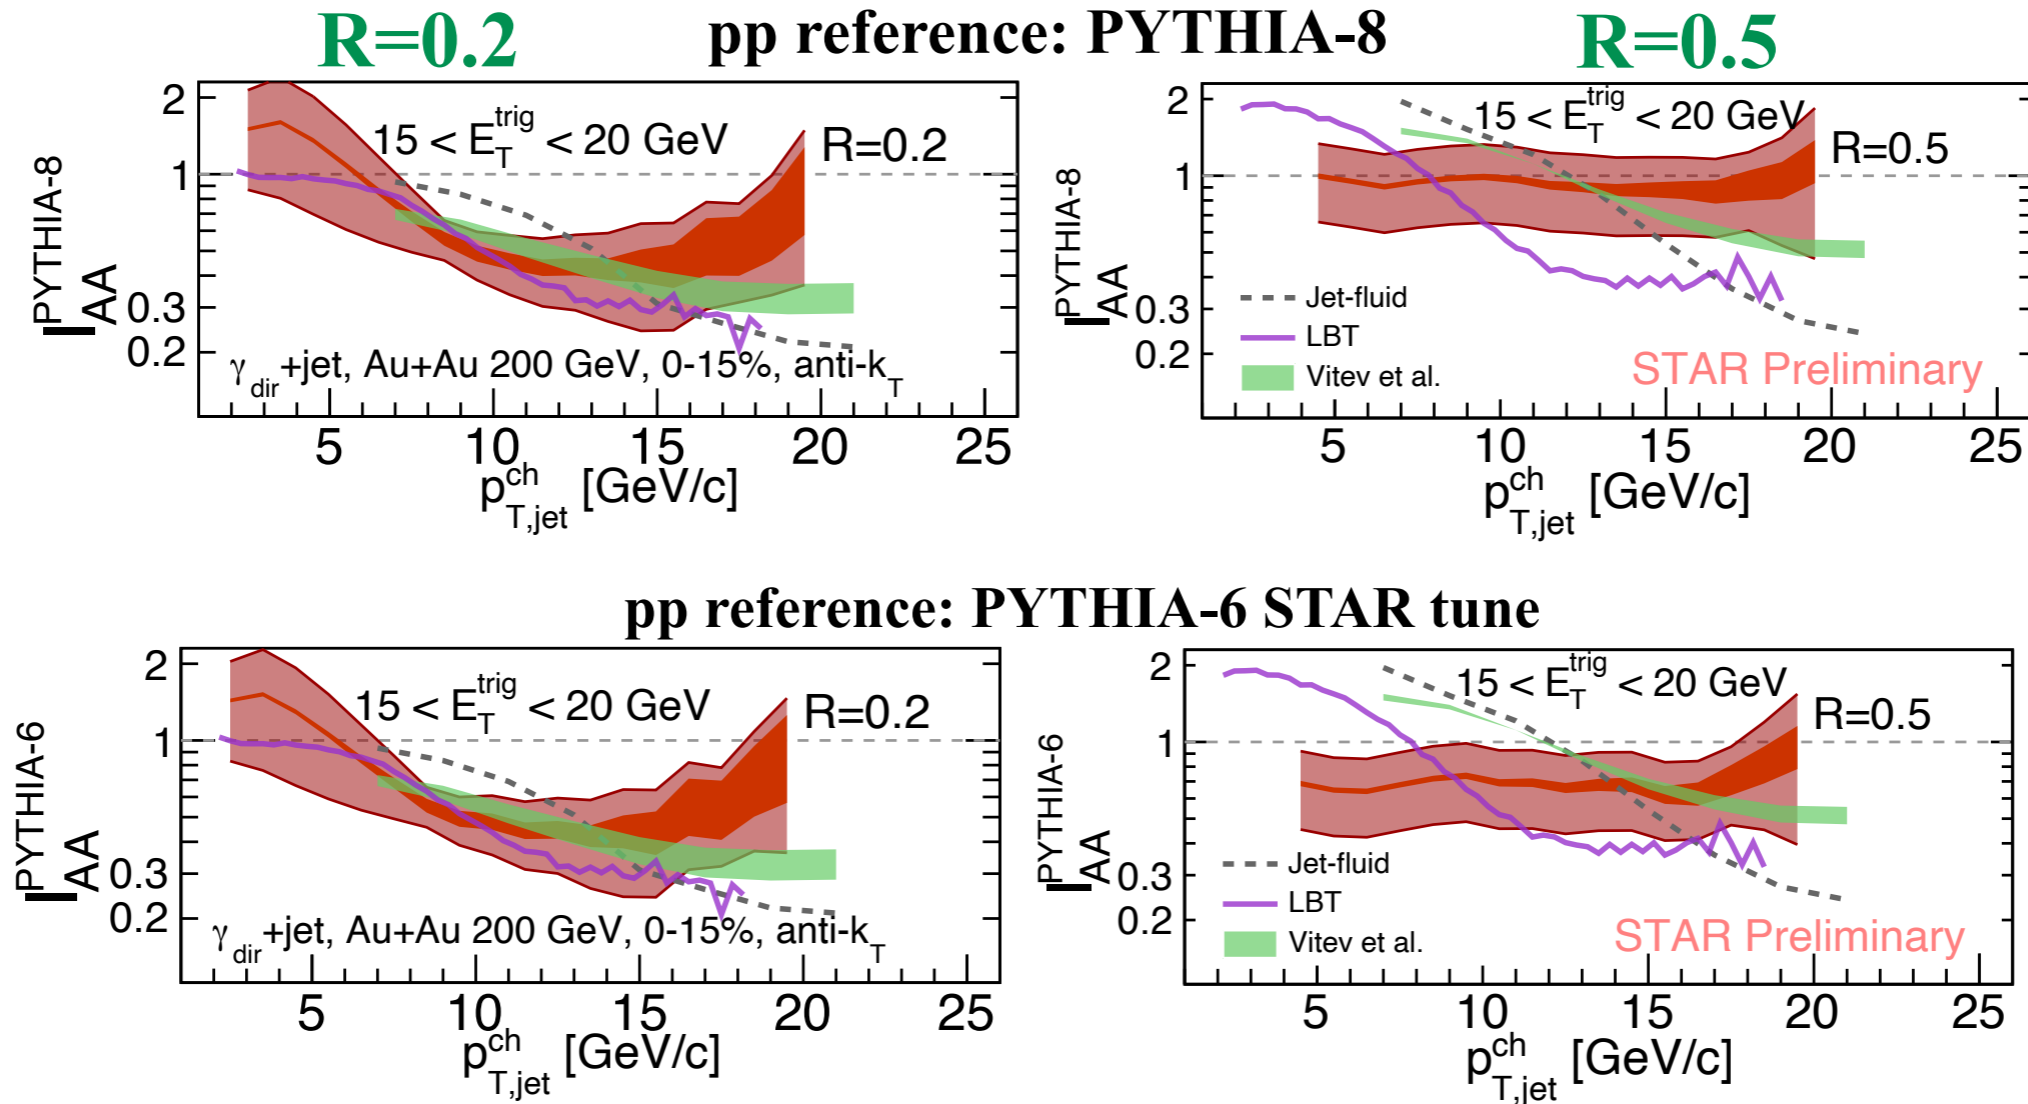 R=0.2 pp reference: PYTHIA-8 R=0.5
2
1
0.3
0.2
I_AA^PYTHIA-8
15 < E_T^trig < 20 GeV
R=0.2
γ_dir+jet, Au+Au 200 GeV, 0-15%, anti-k_T
5 10 15 20 25
p_T,jet^ch [GeV/c]
2
1
0.3
0.2
I_AA^PYTHIA-8
15 < E_T^trig < 20 GeV
R=0.5
Jet-fluid
LBT
Vitev et al.
STAR Preliminary
5 10 15 20 25
p_T,jet^ch [GeV/c]
pp reference: PYTHIA-6 STAR tune
2
1
0.3
0.2
I_AA^PYTHIA-6
15 < E_T^trig < 20 GeV
R=0.2
γ_dir+jet, Au+Au 200 GeV, 0-15%, anti-k_T
5 10 15 20 25
p_T,jet^ch [GeV/c]
2
1
0.3
0.2
I_AA^PYTHIA-6
15 < E_T^trig < 20 GeV
R=0.5
Jet-fluid
LBT
Vitev et al.
STAR Preliminary
5 10 15 20 25
p_T,jet^ch [GeV/c]